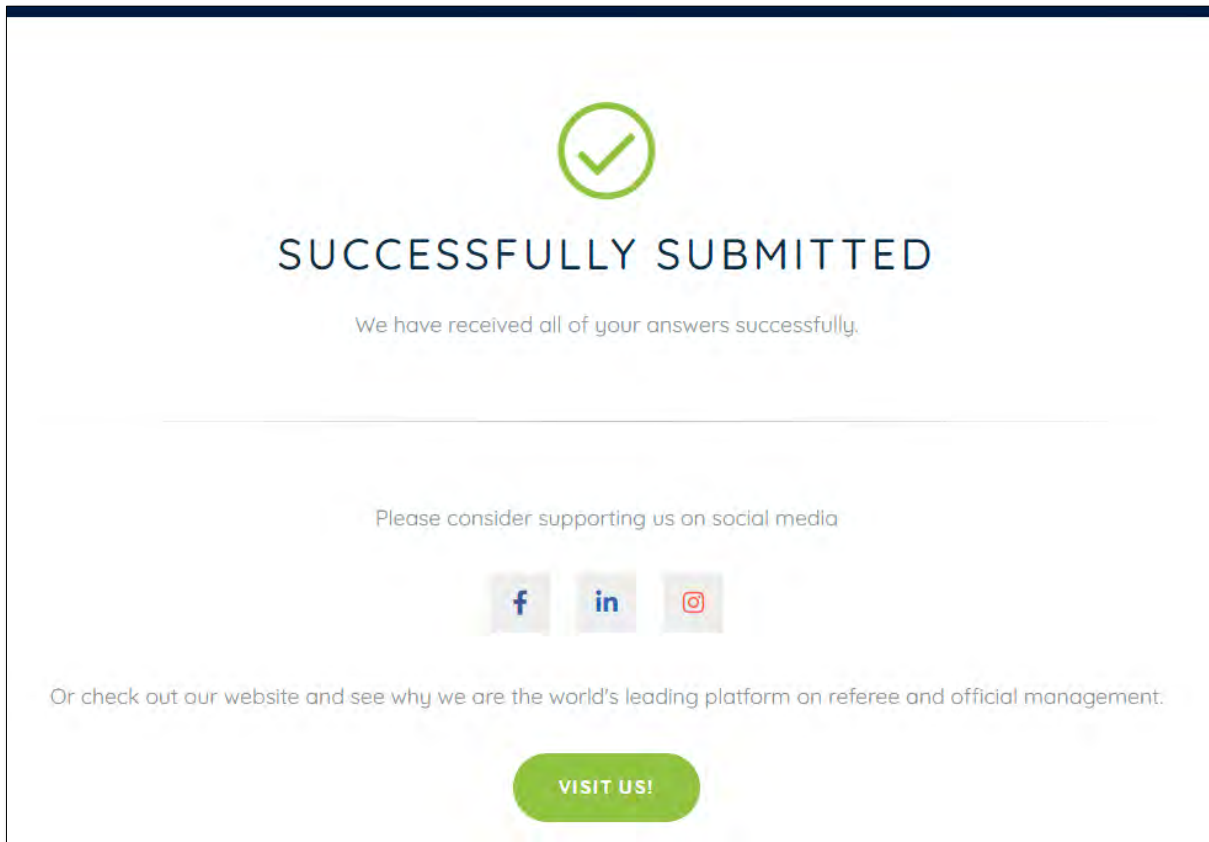 SUCCESSFULLY SUBMITTED
We have received all of your answers successfully.
Please consider supporting us on social media
f in
Or check out our website and see why we are the world's leading platform on referee and official management.
VISIT US!